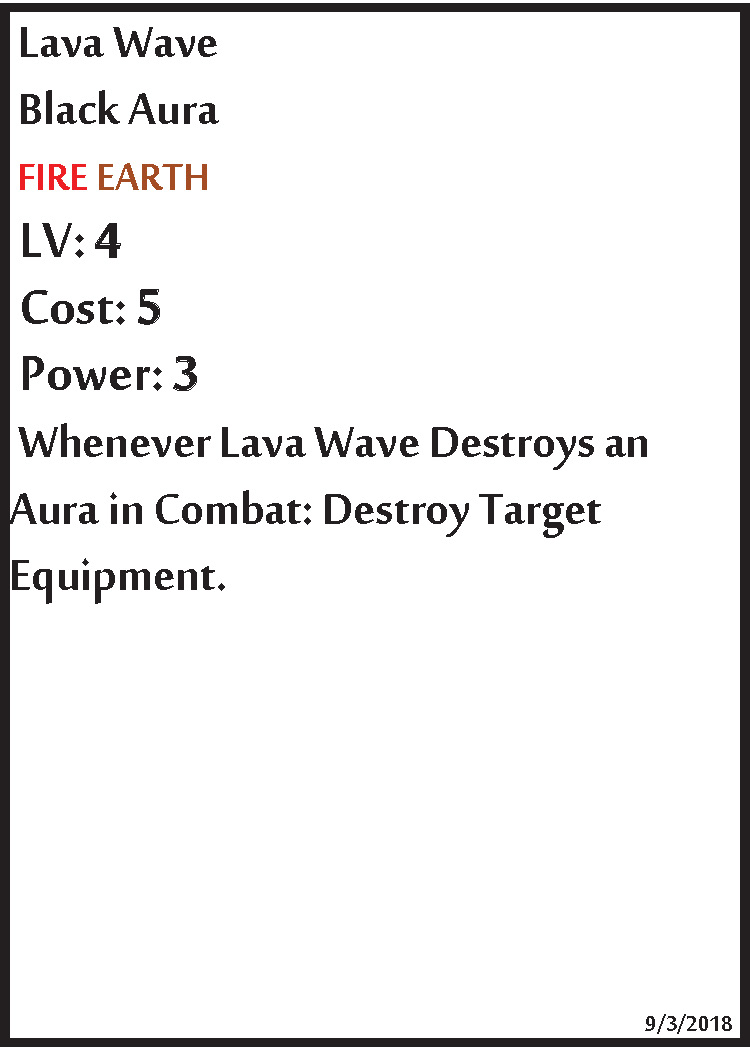 Lava Wave
Black Aura
FIRE EARTH
LV: 4
Cost: 5
Power: 3
Whenever Lava Wave Destroys an
Aura in Combat: Destroy Target
Equipment.
9/3/2018